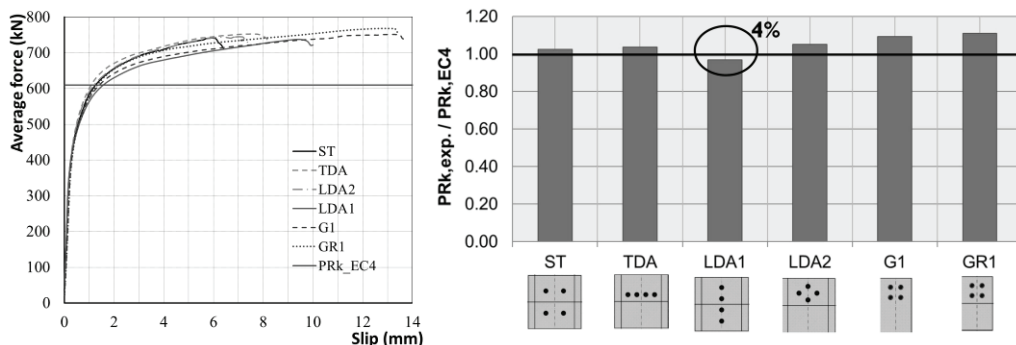 Average force (kN)
800
700
600
500
400
300
200
100
0
ST
TDA
LDA2
LDA1
G1
GR1
PRk_EC4
0 2 4 6 8 10 12 14
Slip (mm)
PRk,exp. / PRk,EC4
1.20
1.00
0.80
0.60
0.40
0.20
0.00
4%
ST TDA LDA1 LDA2 G1 GR1